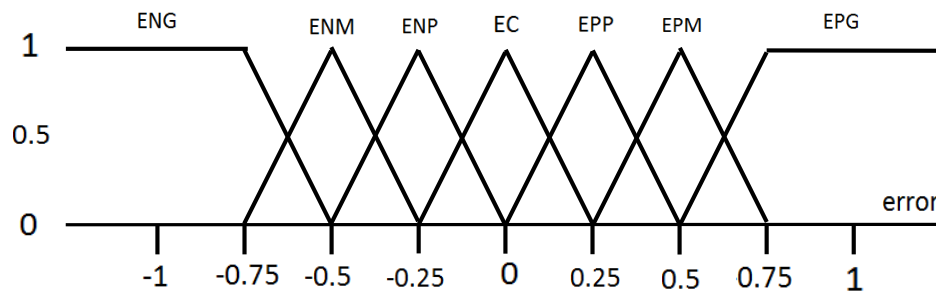 ENG ENM ENP EC EPP EPM EPG
1
0.5
0 error
-1 -0.75 -0.5 -0.25 0 0.25 0.5 0.75 1